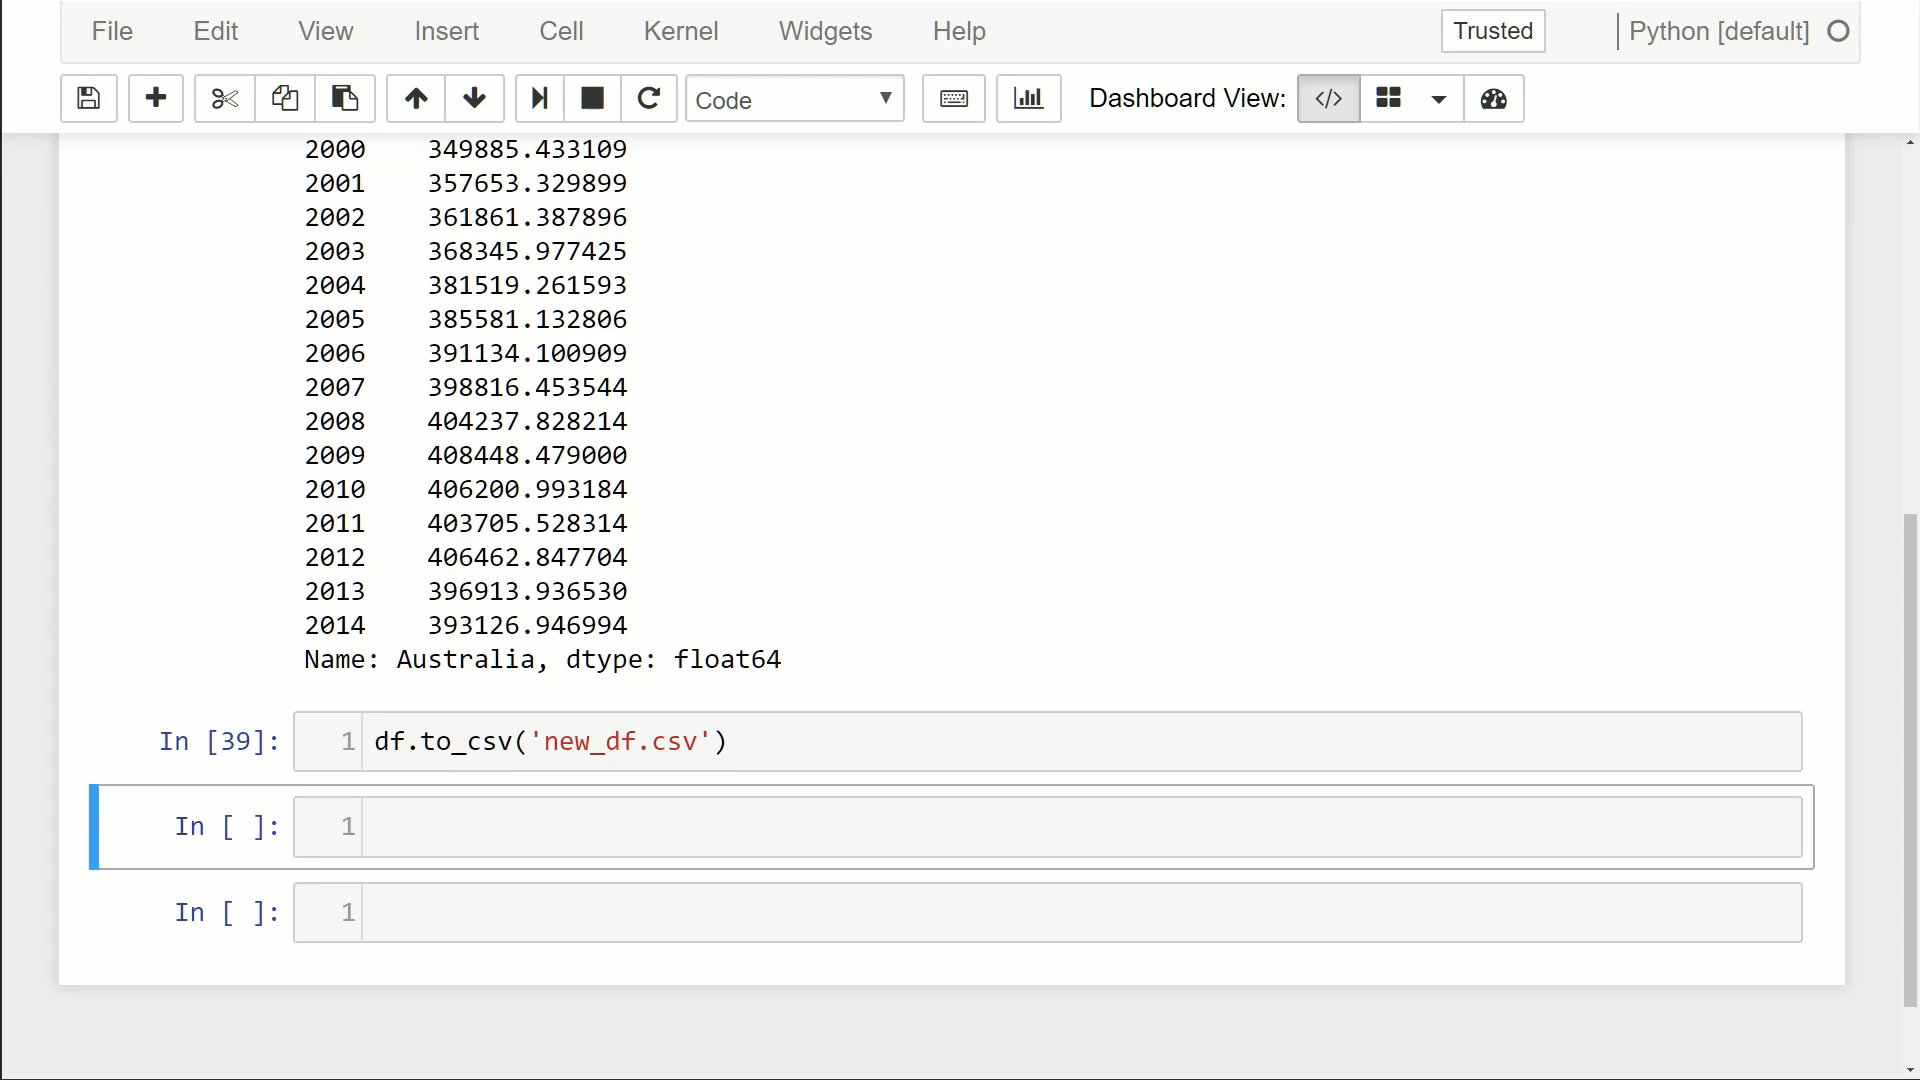 File Edit View Insert Cell Kernel Widgets Help Trusted Python [default]
Code Dashboard View: </>
2000 349885.433109
2001 357653.329899
2002 361861.387896
2003 368345.977425
2004 381519.261593
2005 385581.132806
2006 391134.100909
2007 398816.453544
2008 404237.828214
2009 408448.479000
2010 406200.993184
2011 403705.528314
2012 406462.847704
2013 396913.936530
2014 393126.946994
Name: Australia, dtype: float64
In [39]: 1 df.to_csv('new_df.csv')
In [ ]: 1
In [ ]: 1